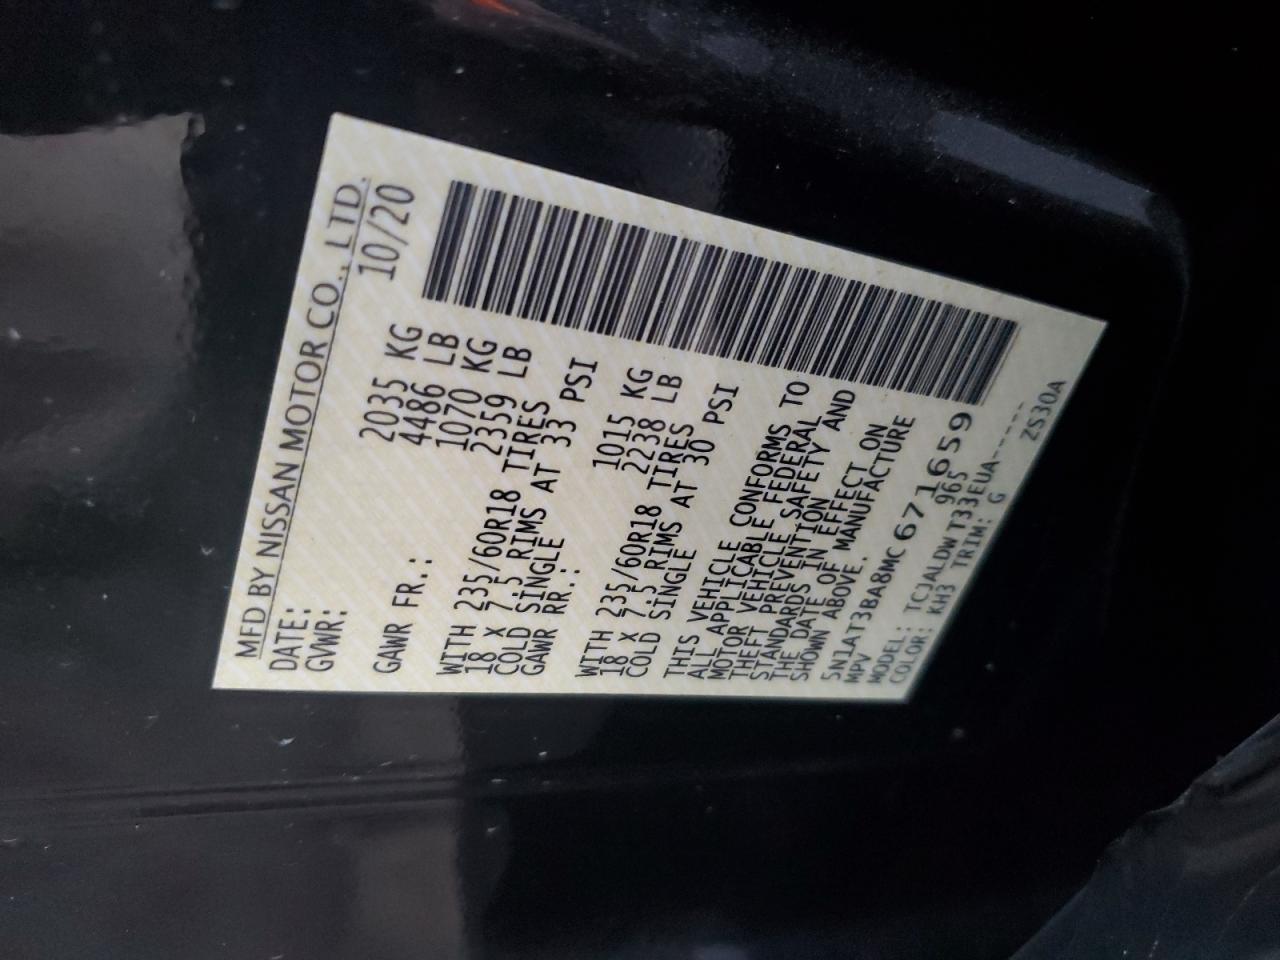 MFD BY NISSAN MOTOR CO., LTD.
DATE: 10/20
GVWR: 2035 KG
4486 LB
GAWR FR.: 1070 KG
2359 LB
WITH 235/60R18 TIRES
18 X 7.5 RIMS AT 33 PSI
COLD SINGLE
GAWR RR.: 1015 KG
2238 LB
WITH 235/60R18 TIRES
18 X 7.5 RIMS AT 30 PSI
COLD SINGLE
THIS VEHICLE CONFORMS TO
ALL APPLICABLE FEDERAL
MOTOR VEHICLE SAFETY AND
THEFT PREVENTION
STANDARDS IN EFFECT ON
THE DATE OF MANUFACTURE
SHOWN ABOVE.
5N1AT3BA8MC671659
MPV 965
MODEL: TCJALDWT33EUA-----
COLOR: KH3 TRIM: G ZS30A